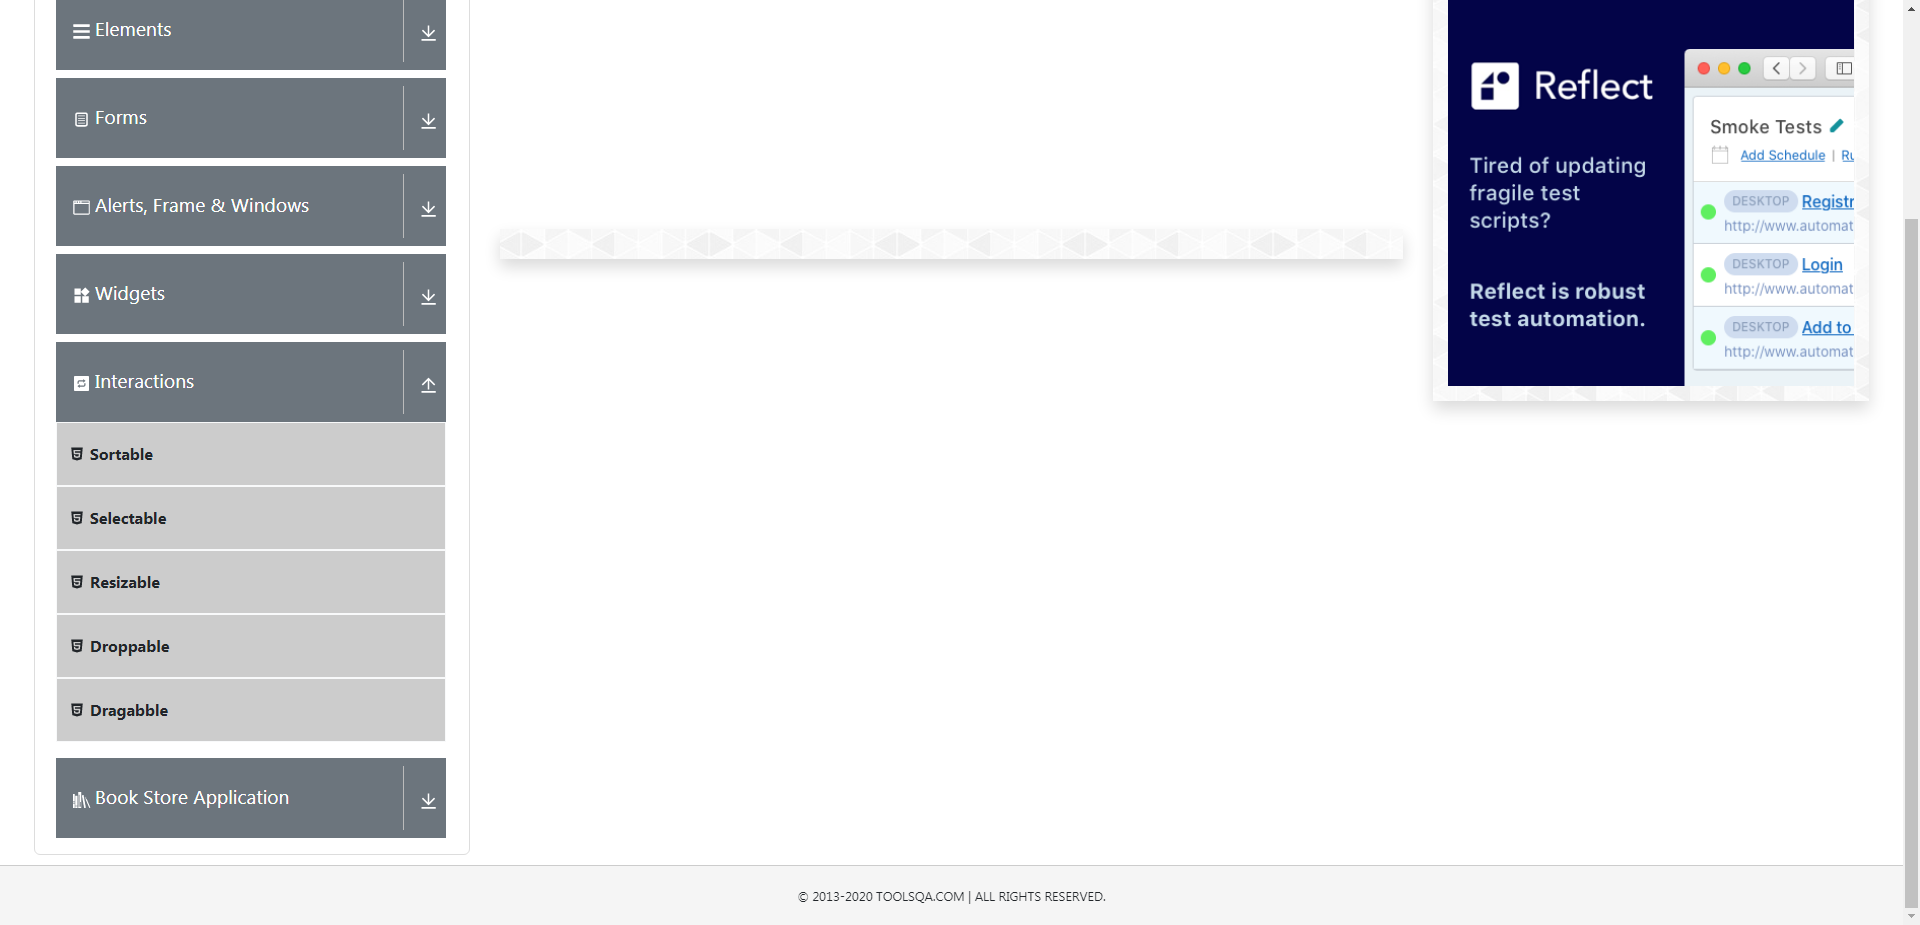 Elements
Forms
Alerts, Frame & Windows
Widgets
Interactions
Sortable
Selectable
Resizable
Droppable
Dragabble
Book Store Application
Reflect
Tired of updating
fragile test
scripts?
Reflect is robust
test automation.
Smoke Tests
Add Schedule | Ru
DESKTOP Registr
http://www.automat
DESKTOP Login
http://www.automat
DESKTOP Add to
http://www.automat
© 2013-2020 TOOLSQA.COM | ALL RIGHTS RESERVED.